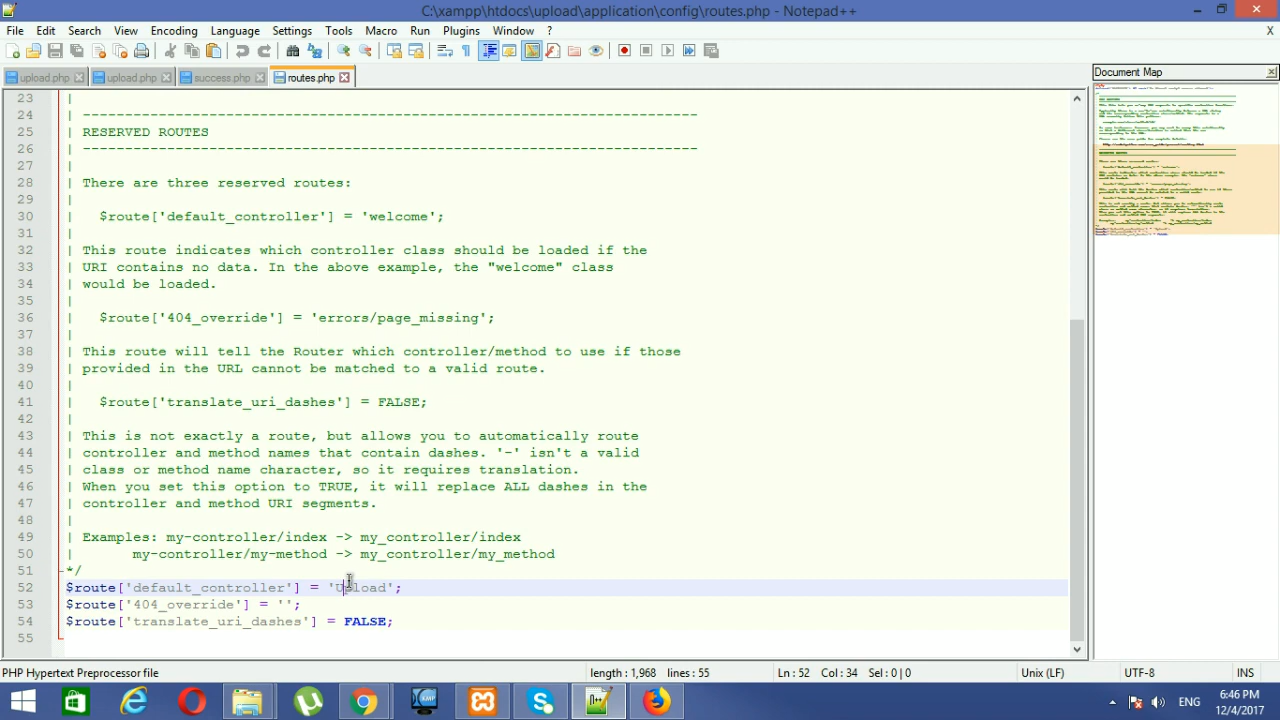 C:\xampp\htdocs\upload\application\config\routes.php - Notepad++
File Edit Search View Encoding Language Settings Tools Macro Run Plugins Window ? X
upload.php upload.php success.php routes.php
Document Map
23 |
24 | -------------------------------------------------------------------------
25 | RESERVED ROUTES
26 | -------------------------------------------------------------------------
27 |
28 | There are three reserved routes:
29 |
30 | $route['default_controller'] = 'welcome';
31 |
32 | This route indicates which controller class should be loaded if the
33 | URI contains no data. In the above example, the "welcome" class
34 | would be loaded.
35 |
36 | $route['404_override'] = 'errors/page_missing';
37 |
38 | This route will tell the Router which controller/method to use if those
39 | provided in the URL cannot be matched to a valid route.
40 |
41 | $route['translate_uri_dashes'] = FALSE;
42 |
43 | This is not exactly a route, but allows you to automatically route
44 | controller and method names that contain dashes. '-' isn't a valid
45 | class or method name character, so it requires translation.
46 | When you set this option to TRUE, it will replace ALL dashes in the
47 | controller and method URI segments.
48 |
49 | Examples: my-controller/index -> my_controller/index
50 | my-controller/my-method -> my_controller/my_method
51 */
52 $route['default_controller'] = 'Upload';
53 $route['404_override'] = '';
54 $route['translate_uri_dashes'] = FALSE;
55
PHP Hypertext Preprocessor file length : 1,968 lines : 55 Ln : 52 Col : 34 Sel : 0 | 0 Unix (LF) UTF-8 INS
ENG 6:46 PM
12/4/2017